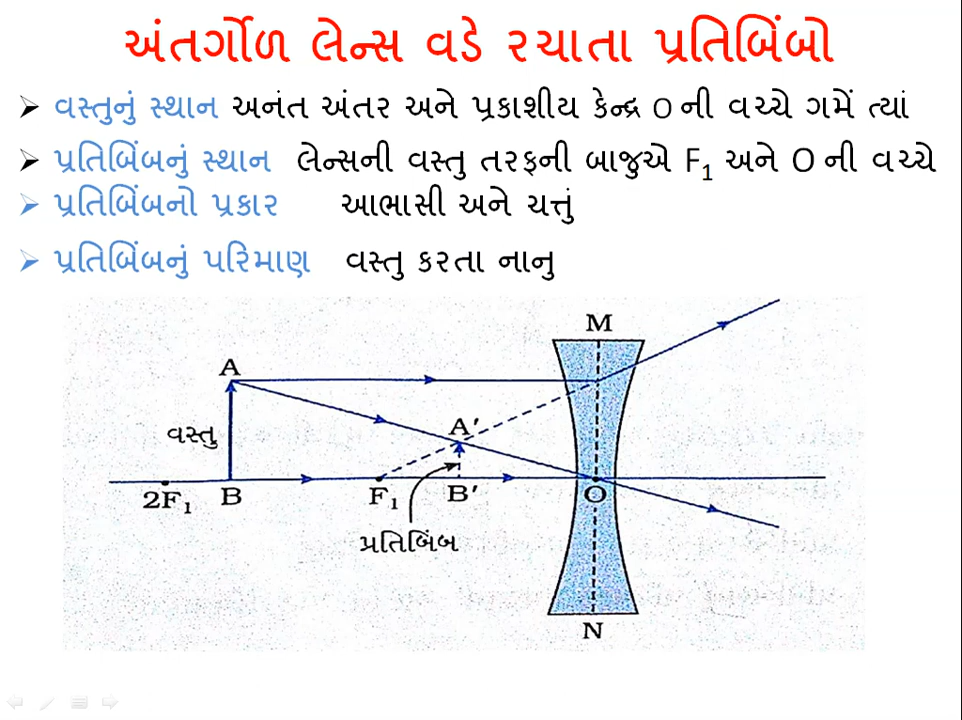 અંતર્ગોળ લેન્સ વડે રચાતા પ્રતિબિંબો
➢ વસ્તુનું સ્થાન અનંત અંતર અને પ્રકાશીય કેન્દ્ર O ની વચ્ચે ગમેં ત્યાં
➢ પ્રતિબિંબનું સ્થાન લેન્સની વસ્તુ તરફની બાજુએ F₁ અને O ની વચ્ચે
➢ પ્રતિબિંબનો પ્રકાર આભાસી અને ચત્તું
➢ પ્રતિબિંબનું પરિમાણ વસ્તુ કરતા નાનુ
M
A
A′
વસ્તુ
2F₁ B F₁ B′ O
પ્રતિબિંબ
N